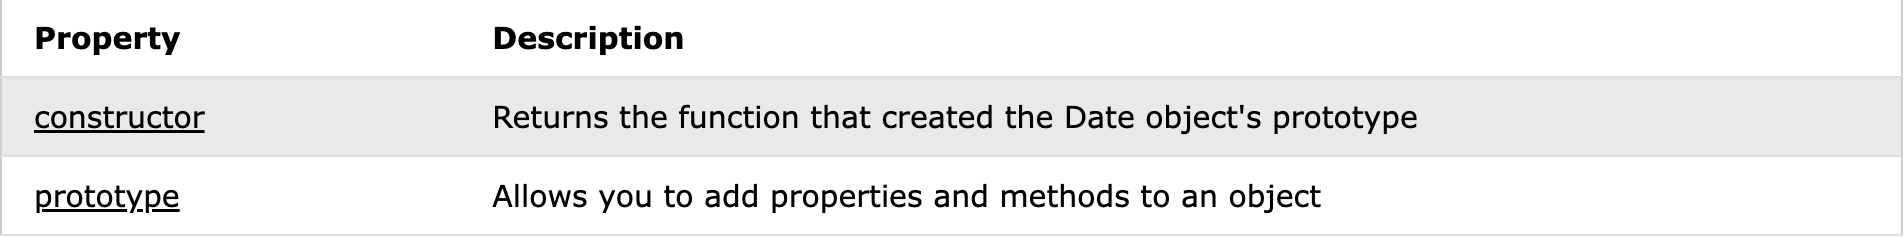 Property Description
constructor Returns the function that created the Date object's prototype
prototype Allows you to add properties and methods to an object